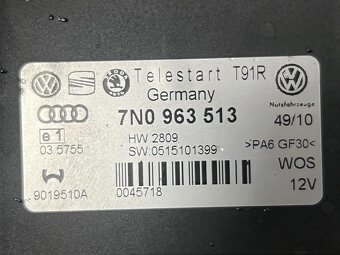 Telestart T91R
Germany
Nutzfahrzeuge
7N0 963 513
49/10
e1
03 5755
HW 2809
SW:0515101399
>PA6 GF30<
WOS
9019510A
0045718
12V